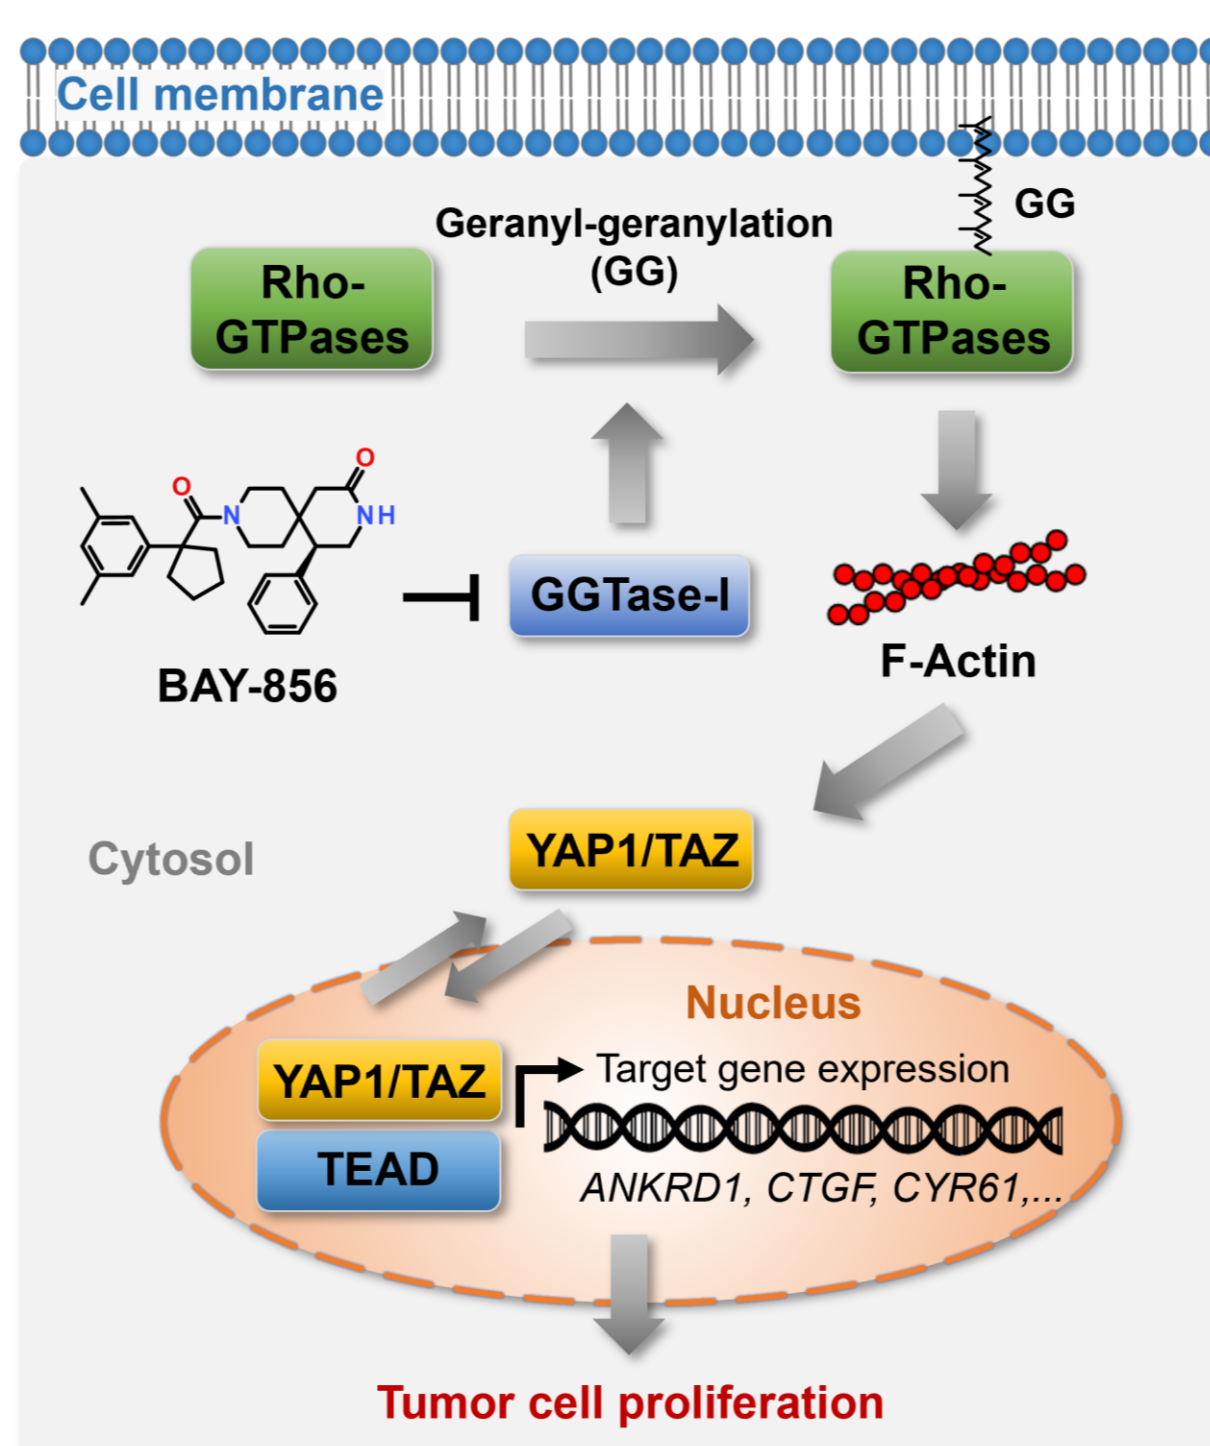 Cell membrane
GG
Geranyl-geranylation
(GG)
Rho-
GTPases
Rho-
GTPases
O
O
N
NH
GGTase-I
BAY-856
F-Actin
YAP1/TAZ
Cytosol
Nucleus
YAP1/TAZ
Target gene expression
TEAD
ANKRD1, CTGF, CYR61,...
Tumor cell proliferation